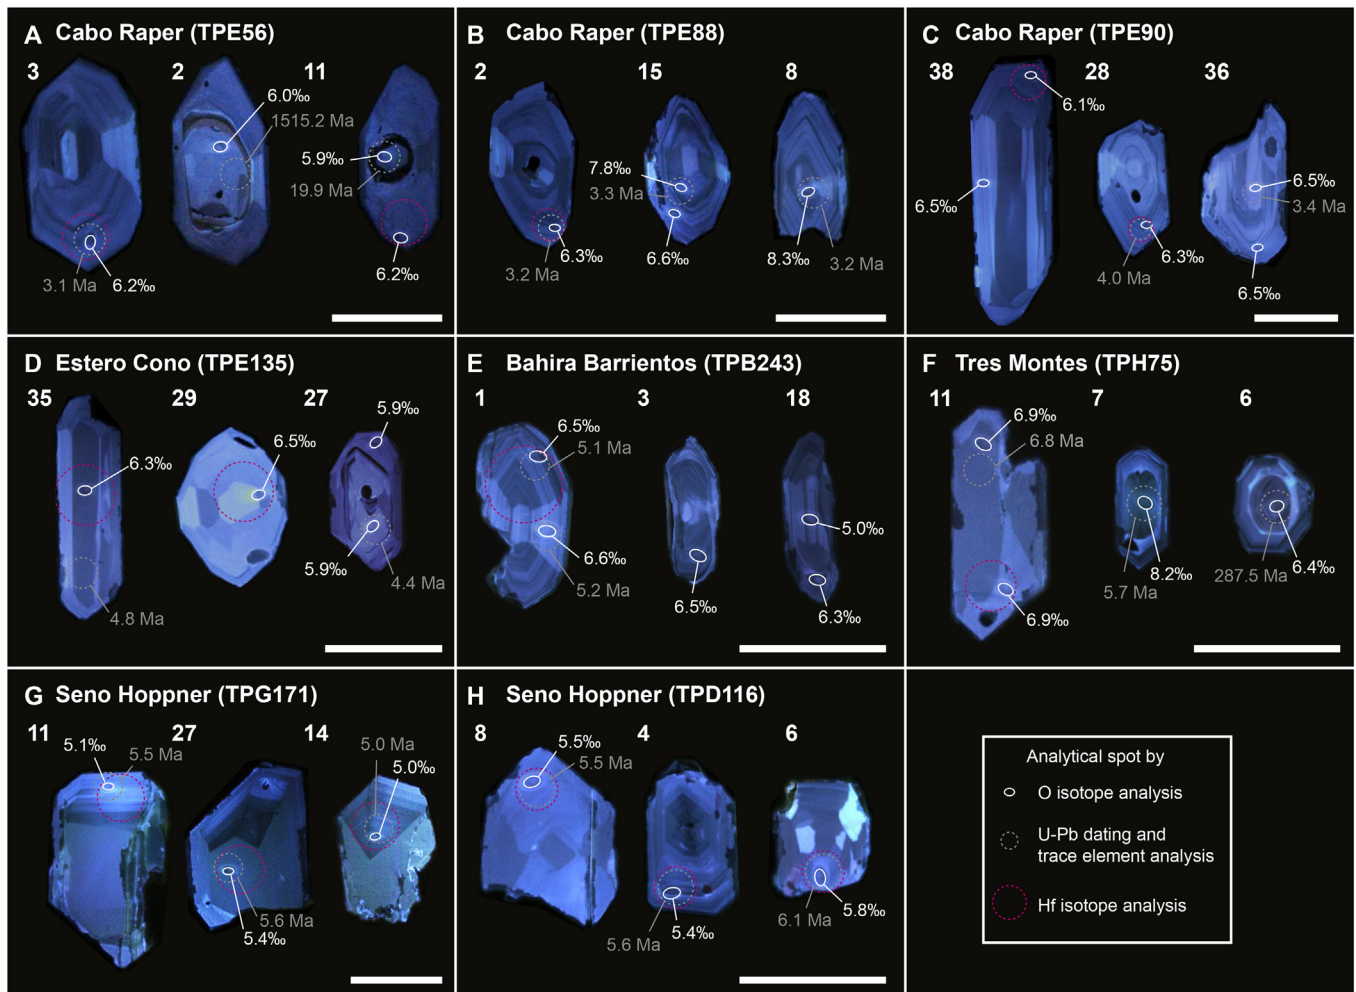 A Cabo Raper (TPE56)
3 2 11
6.0‰
1515.2 Ma
5.9‰
19.9 Ma
3.1 Ma 6.2‰
6.2‰
B Cabo Raper (TPE88)
2 15 8
7.8‰
3.3 Ma
6.3‰
3.2 Ma
6.6‰
8.3‰
3.2 Ma
C Cabo Raper (TPE90)
38 28 36
6.1‰
6.5‰
6.3‰
4.0 Ma
6.5‰
3.4 Ma
6.5‰
D Estero Cono (TPE135)
35 29 27
5.9‰
6.3‰
6.5‰
5.9‰
4.4 Ma
4.8 Ma
E Bahira Barrientos (TPB243)
1 3 18
6.5‰
5.1 Ma
6.6‰
5.2 Ma
6.5‰
5.0‰
6.3‰
F Tres Montes (TPH75)
11 7 6
6.9‰
6.8 Ma
6.9‰
8.2‰
5.7 Ma
287.5 Ma
6.4‰
G Seno Hoppner (TPG171)
11 27 14
5.1‰
5.5 Ma
5.6 Ma
5.4‰
5.0 Ma
5.0‰
H Seno Hoppner (TPD116)
8 4 6
5.5‰
5.5 Ma
5.6 Ma
5.4‰
6.1 Ma
5.8‰
Analytical spot by
O isotope analysis
U-Pb dating and
trace element analysis
Hf isotope analysis